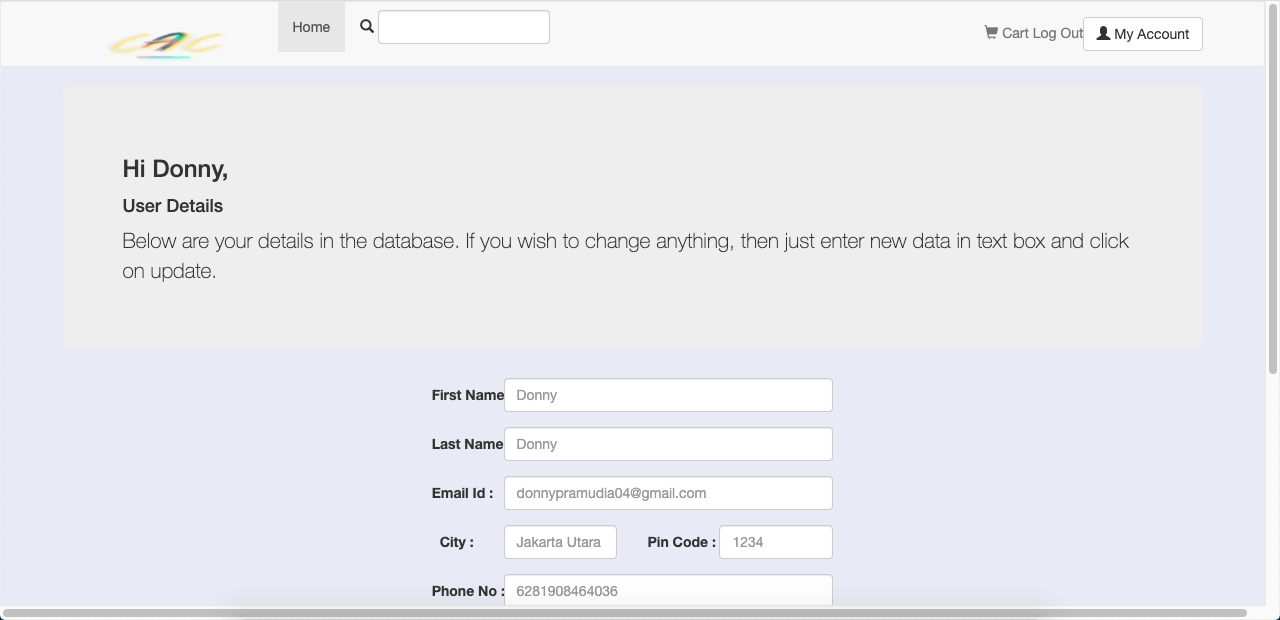 CAC Home Cart Log Out My Account
Hi Donny,
User Details
Below are your details in the database. If you wish to change anything, then just enter new data in text box and click
on update.
First Name Donny
Last Name Donny
Email Id : donnypramudia04@gmail.com
City : Jakarta Utara Pin Code : 1234
Phone No : 6281908464036